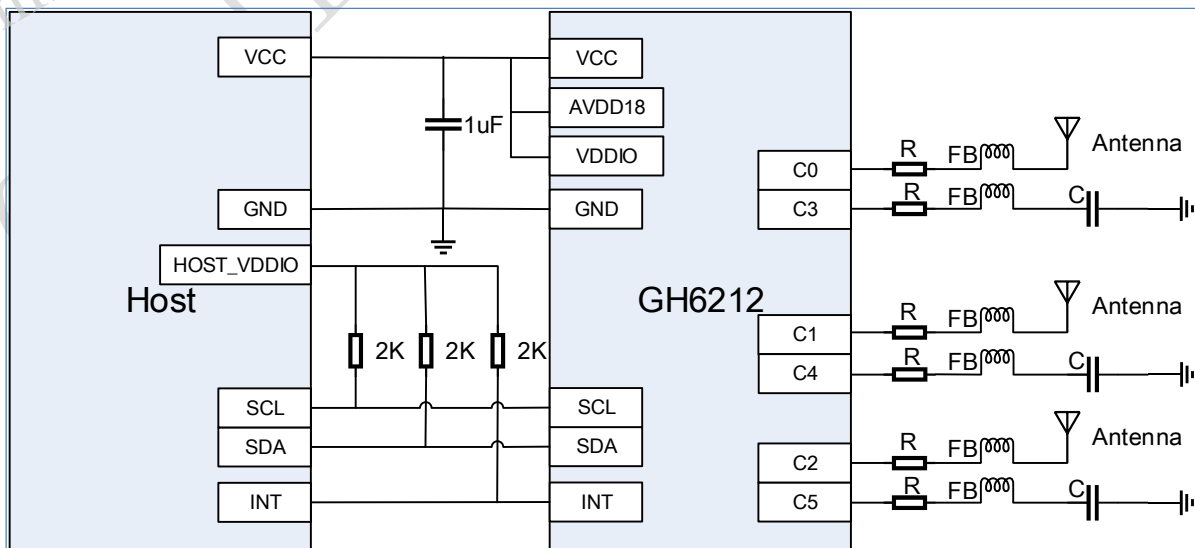 VCC
VCC
AVDD18
1uF
VDDIO
GND
GND
HOST_VDDIO
Host
GH6212
2K
2K
2K
SCL
SCL
SDA
SDA
INT
INT
C0
R
FB
Antenna
C3
R
FB
C
C1
R
FB
Antenna
C4
R
FB
C
C2
R
FB
Antenna
C5
R
FB
C